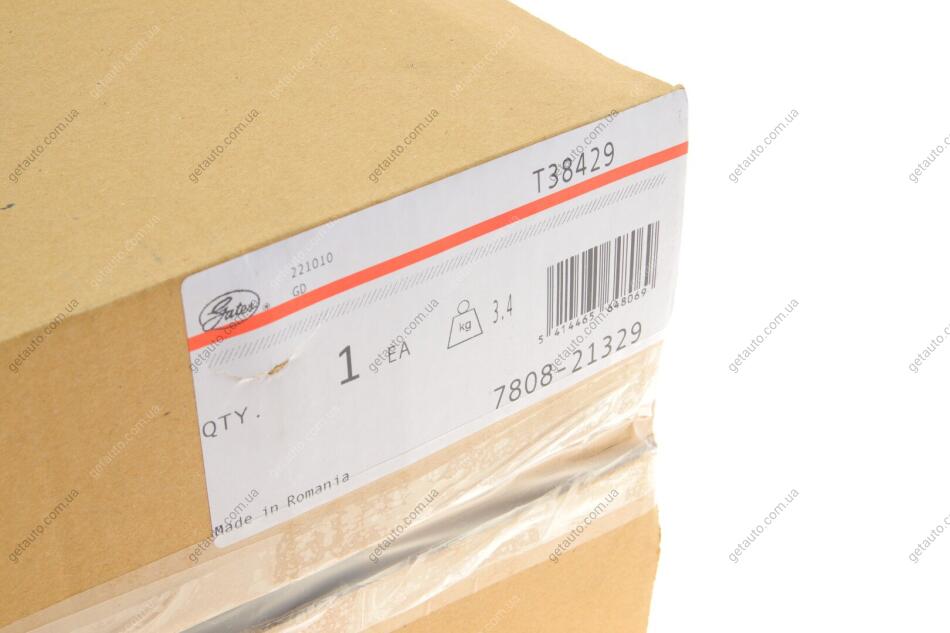 T38429
221010
GD
Gates
®
kg
3.4
1 EA
5 414465 648069
QTY.
7808-21329
Made in Romania
getauto.com.ua